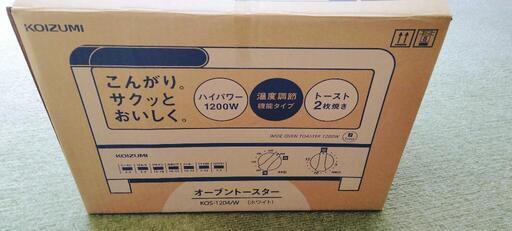 KOIZUMI
こんがり。
サクッと
おいしく。
ハイパワー
1200W
温度調節
機能タイプ
トースト
2枚焼き
WIDE OVEN TOASTER 1200W
KOIZUMI
オーブントースター
KOS-1204/W （ホワイト）